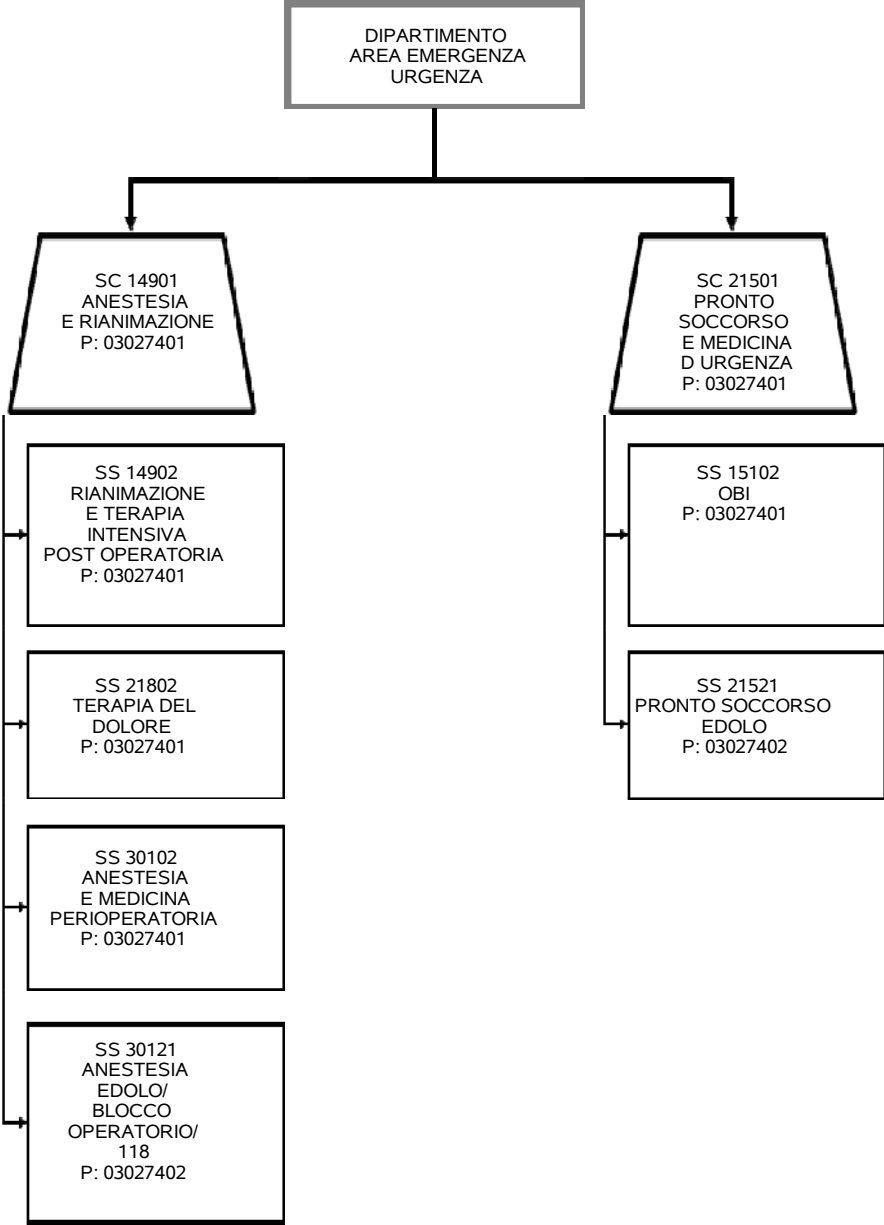 DIPARTIMENTO
AREA EMERGENZA
URGENZA
SC 14901
ANESTESIA
E RIANIMAZIONE
P: 03027401
SS 14902
RIANIMAZIONE
E TERAPIA
INTENSIVA
POST OPERATORIA
P: 03027401
SS 21802
TERAPIA DEL
DOLORE
P: 03027401
SS 30102
ANESTESIA
E MEDICINA
PERIOPERATORIA
P: 03027401
SS 30121
ANESTESIA
EDOLO/
BLOCCO
OPERATORIO/
118
P: 03027402
SC 21501
PRONTO
SOCCORSO
E MEDICINA
D URGENZA
P: 03027401
SS 15102
OBI
P: 03027401
SS 21521
PRONTO SOCCORSO
EDOLO
P: 03027402